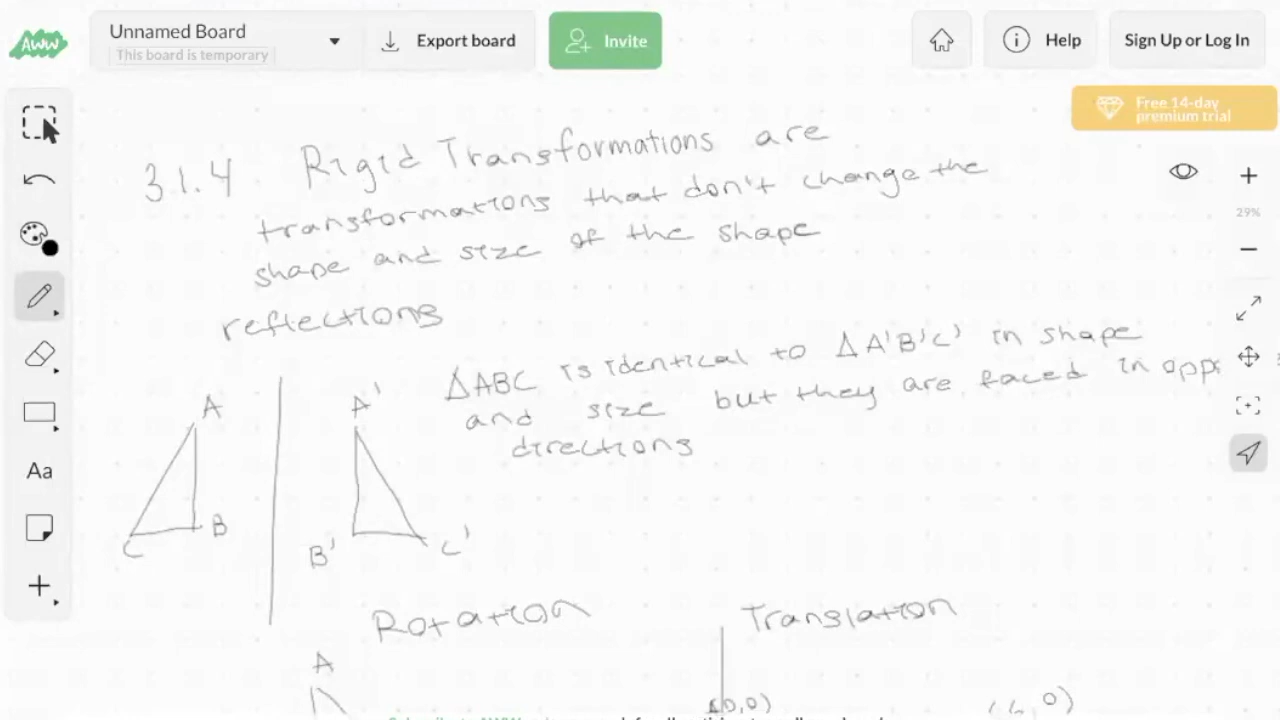 AWW
Unnamed Board
This board is temporary
Export board
Invite
Help
Sign Up or Log In
Free 14-day
premium trial
29%
Aa
3.1.4 Rigid Transformations are
transformations that don't change the
shape and size of the shape
reflections
ΔABC is identical to ΔA'B'C' in shape
and size but they are faced in opp
directions
A
A'
B
C
B'
C'
Rotation
Translation
A
(0,0)